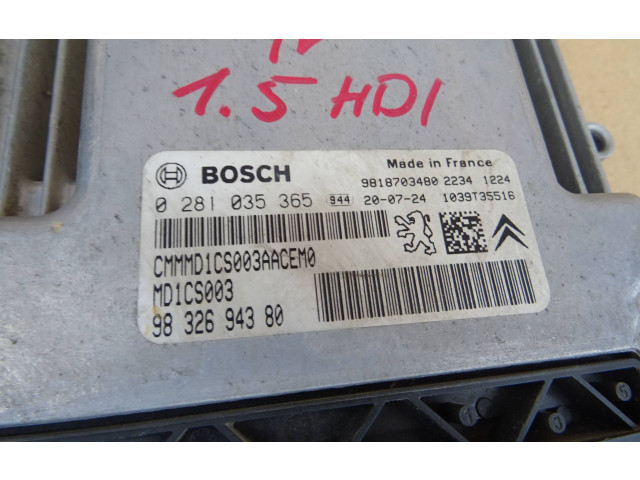 1.5 HDI
BOSCH
Made in France
9818703480 2234 1224
0 281 035 365 944 20-07-24 1039T35516
CMMMD1CS003AACEM0
MD1CS003
98 326 943 80